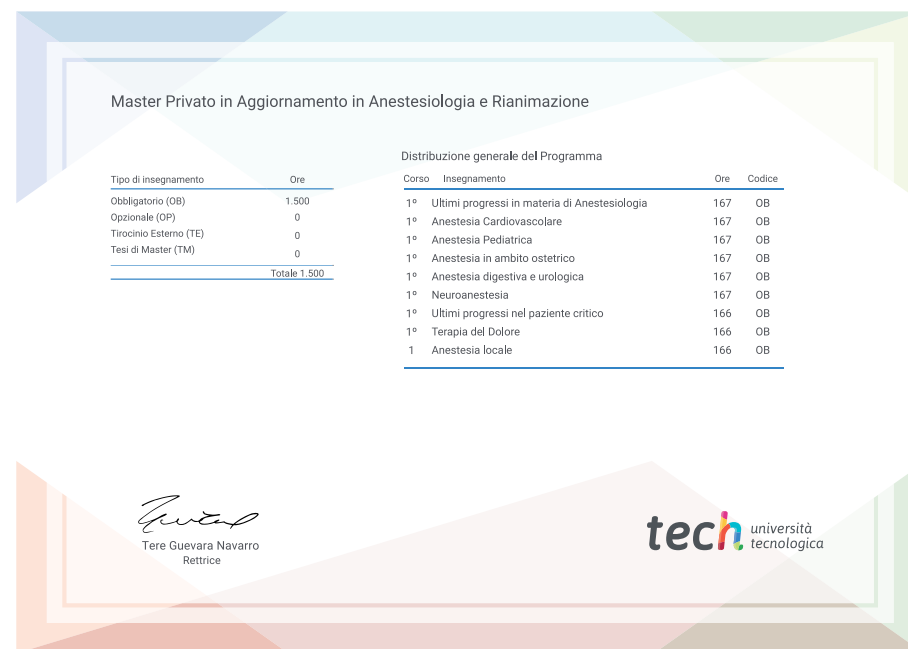 Master Privato in Aggiornamento in Anestesiologia e Rianimazione
Tipo di insegnamento Ore
Obbligatorio (OB) 1.500
Opzionale (OP) 0
Tirocinio Esterno (TE) 0
Tesi di Master (TM) 0
Totale 1.500
Distribuzione generale del Programma
Corso Insegnamento Ore Codice
1º Ultimi progressi in materia di Anestesiologia 167 OB
1º Anestesia Cardiovascolare 167 OB
1º Anestesia Pediatrica 167 OB
1º Anestesia in ambito ostetrico 167 OB
1º Anestesia digestiva e urologica 167 OB
1º Neuroanestesia 167 OB
1º Ultimi progressi nel paziente critico 166 OB
1º Terapia del Dolore 166 OB
1 Anestesia locale 166 OB
Tere Guevara Navarro
Rettrice
tech università
tecnologica